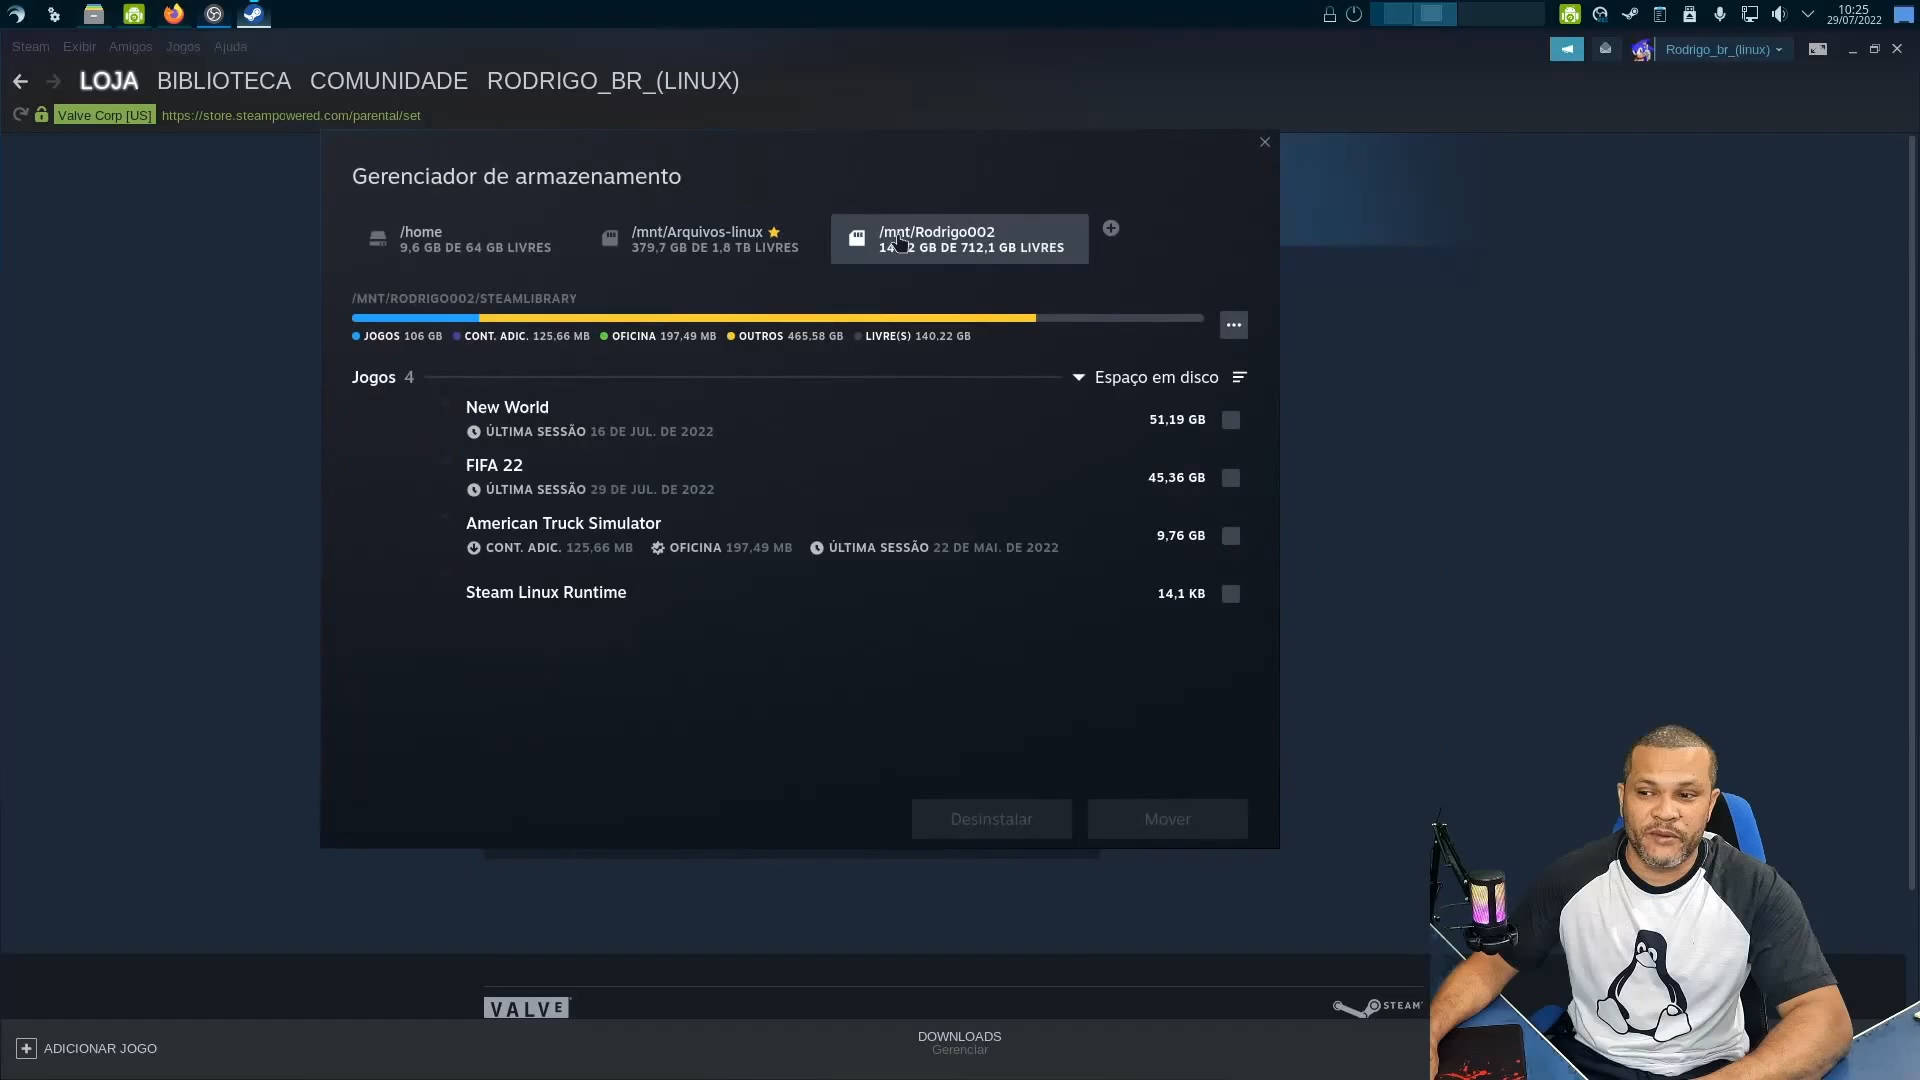 10:25
29/07/2022
Steam Exibir Amigos Jogos Ajuda
Rodrigo_br_(linux)
LOJA BIBLIOTECA COMUNIDADE RODRIGO_BR_(LINUX)
Valve Corp [US] https://store.steampowered.com/parental/set
Gerenciador de armazenamento
/home
9,6 GB DE 64 GB LIVRES
/mnt/Arquivos-linux
379,7 GB DE 1,8 TB LIVRES
/mnt/Rodrigo002
GB DE 712,1 GB LIVRES
/MNT/RODRIGO002/STEAMLIBRARY
JOGOS 106 GB CONT. ADIC. 125,66 MB OFICINA 197,49 MB OUTROS 465,58 GB LIVRE(S) 140,22 GB
Jogos 4 Espaço em disco
New World
ÚLTIMA SESSÃO 16 DE JUL. DE 2022
51,19 GB
FIFA 22
ÚLTIMA SESSÃO 29 DE JUL. DE 2022
45,36 GB
American Truck Simulator
CONT. ADIC. 125,66 MB OFICINA 197,49 MB ÚLTIMA SESSÃO 22 DE MAI. DE 2022
9,76 GB
Steam Linux Runtime
14,1 KB
Desinstalar Mover
VALVE
STEAM
ADICIONAR JOGO
DOWNLOADS
Gerenciar